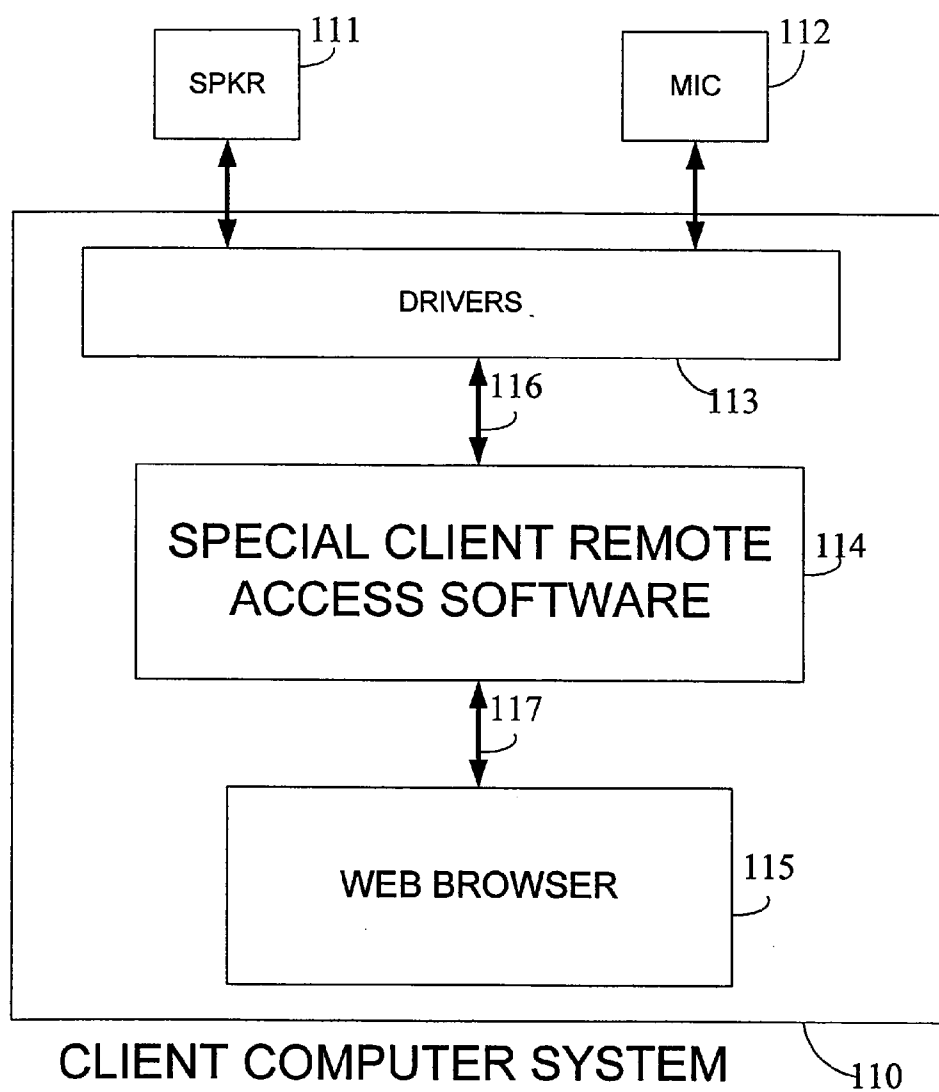 111
112
SPKR
MIC
DRIVERS
113
116
SPECIAL CLIENT REMOTE
ACCESS SOFTWARE
114
117
WEB BROWSER
115
CLIENT COMPUTER SYSTEM
110